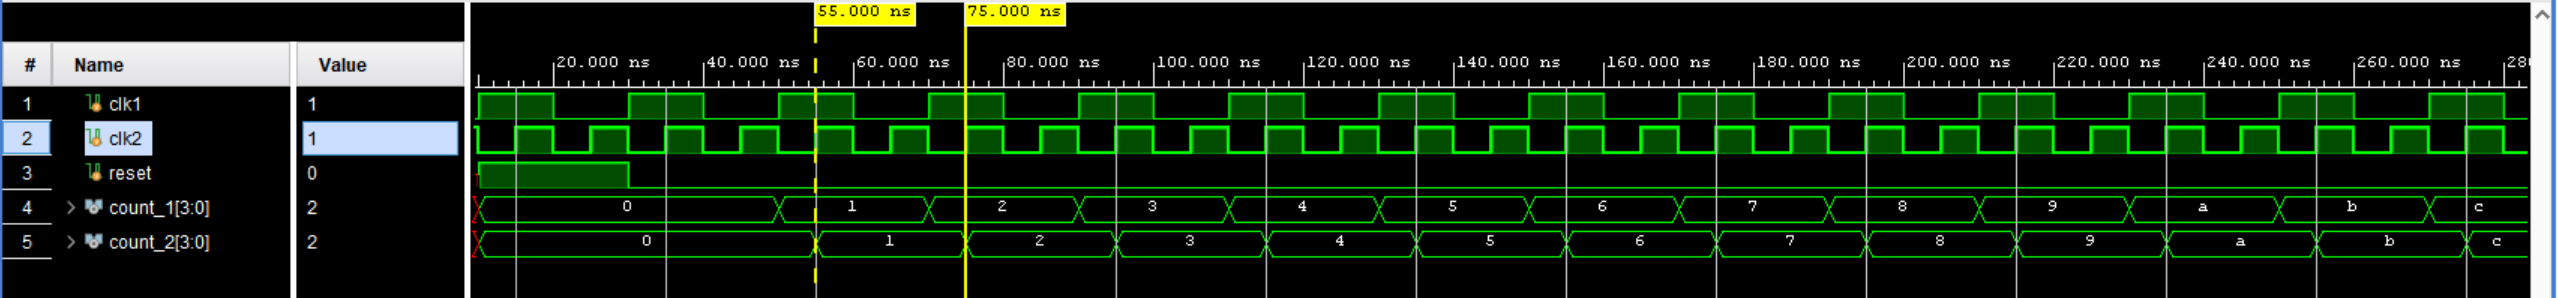 55.000 ns 75.000 ns
# Name Value 20.000 ns 40.000 ns 60.000 ns 80.000 ns 100.000 ns 120.000 ns 140.000 ns 160.000 ns 180.000 ns 200.000 ns 220.000 ns 240.000 ns 260.000 ns 280
1 clk1 1
2 clk2 1
3 reset 0
4 > count_1[3:0] 2 0 1 2 3 4 5 6 7 8 9 a b c
5 > count_2[3:0] 2 0 1 2 3 4 5 6 7 8 9 a b c